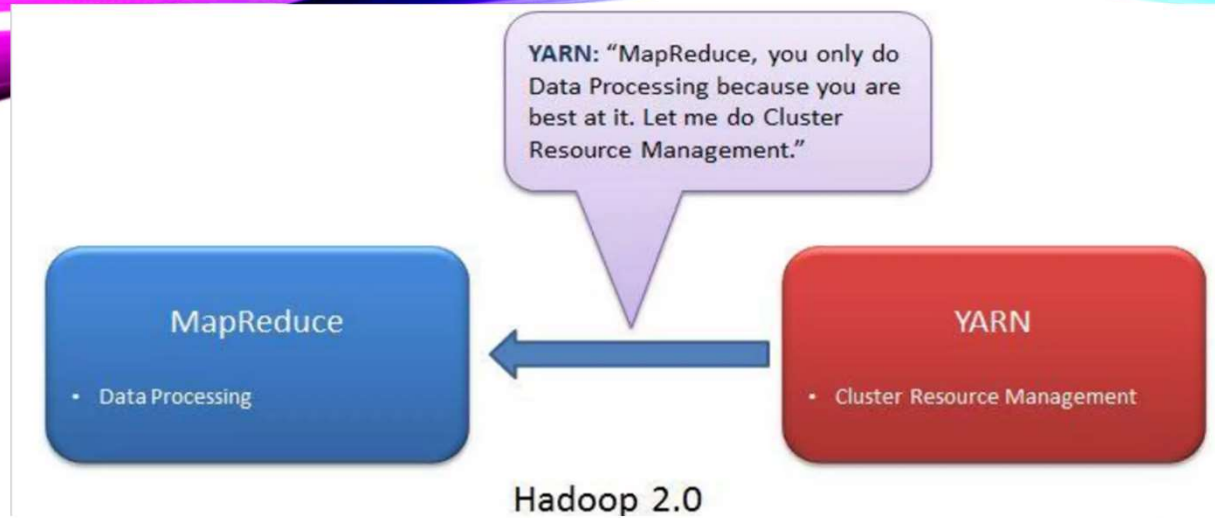 YARN: “MapReduce, you only do
Data Processing because you are
best at it. Let me do Cluster
Resource Management.”
MapReduce
• Data Processing
YARN
• Cluster Resource Management
Hadoop 2.0